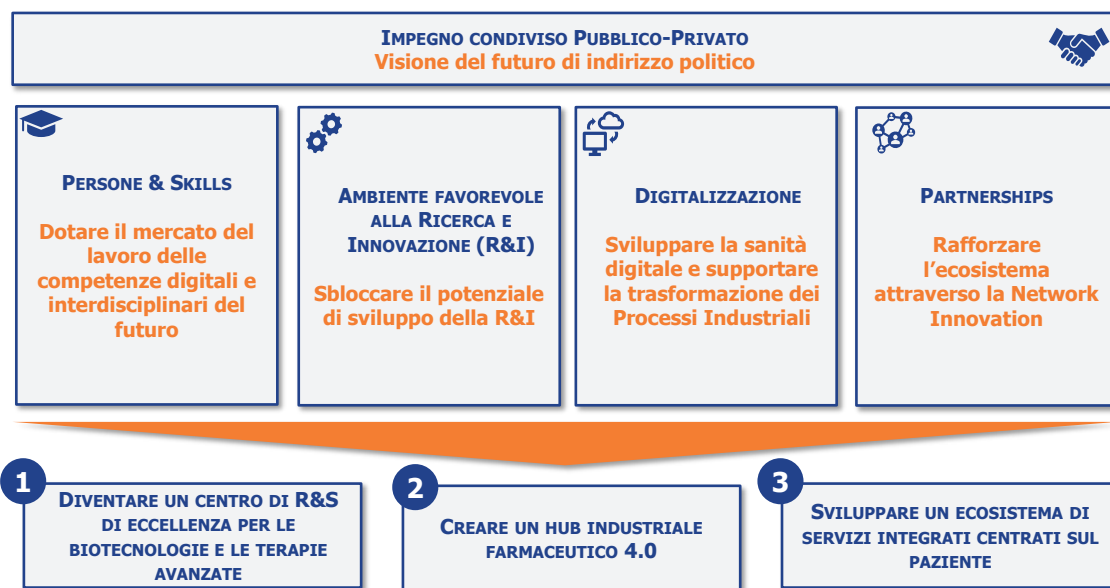 IMPEGNO CONDIVISO PUBBLICO-PRIVATO
Visione del futuro di indirizzo politico
PERSONE & SKILLS
Dotare il mercato del
lavoro delle
competenze digitali e
interdisciplinari del
futuro
AMBIENTE FAVOREVOLE
ALLA RICERCA E
INNOVAZIONE (R&I)
Sbloccare il potenziale
di sviluppo della R&I
DIGITALIZZAZIONE
Sviluppare la sanità
digitale e supportare
la trasformazione dei
Processi Industriali
PARTNERSHIPS
Rafforzare
l’ecosistema
attraverso la Network
Innovation
1
DIVENTARE UN CENTRO DI R&S
DI ECCELLENZA PER LE
BIOTECNOLOGIE E LE TERAPIE
AVANZATE
2
CREARE UN HUB INDUSTRIALE
FARMACEUTICO 4.0
3
SVILUPPARE UN ECOSISTEMA DI
SERVIZI INTEGRATI CENTRATI SUL
PAZIENTE